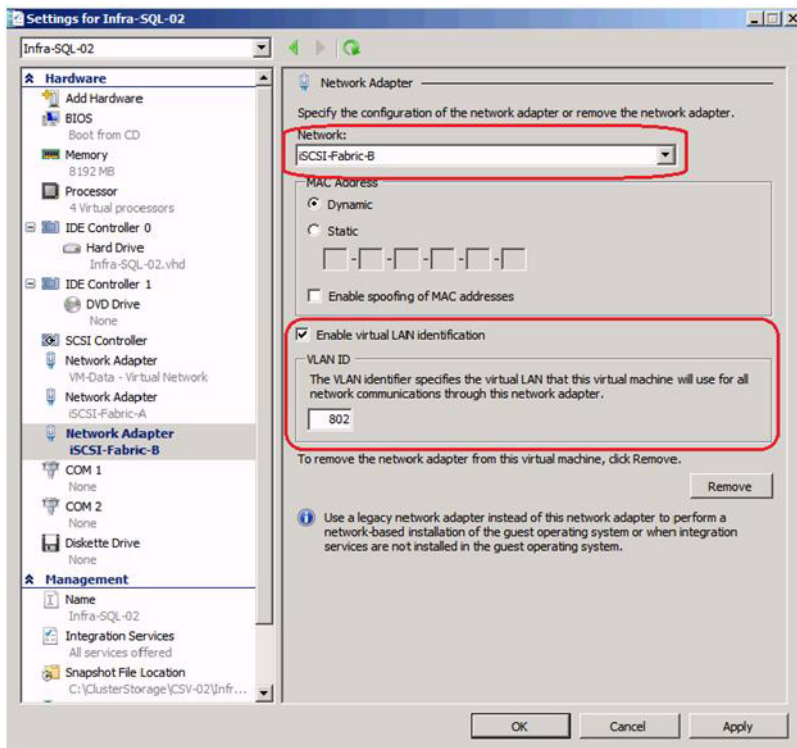 Settings for Infra-SQL-02
Infra-SQL-02
Hardware
Add Hardware
BIOS
Boot from CD
Memory
8192 MB
Processor
4 Virtual processors
IDE Controller 0
Hard Drive
Infra-SQL-02.vhd
IDE Controller 1
DVD Drive
None
SCSI Controller
Network Adapter
VM-Data - Virtual Network
Network Adapter
iSCSI-Fabric-A
Network Adapter
iSCSI-Fabric-B
COM 1
None
COM 2
None
Diskette Drive
None
Management
Name
Infra-SQL-02
Integration Services
All services offered
Snapshot File Location
C:\ClusterStorage\CSV-02\Infr...
Network Adapter
Specify the configuration of the network adapter or remove the network adapter.
Network:
iSCSI-Fabric-B
MAC Address
Dynamic
Static
- - - - -
Enable spoofing of MAC addresses
Enable virtual LAN identification
VLAN ID
The VLAN identifier specifies the virtual LAN that this virtual machine will use for all
network communications through this network adapter.
802
To remove the network adapter from this virtual machine, click Remove.
Remove
Use a legacy network adapter instead of this network adapter to perform a
network-based installation of the guest operating system or when integration
services are not installed in the guest operating system.
OK
Cancel
Apply